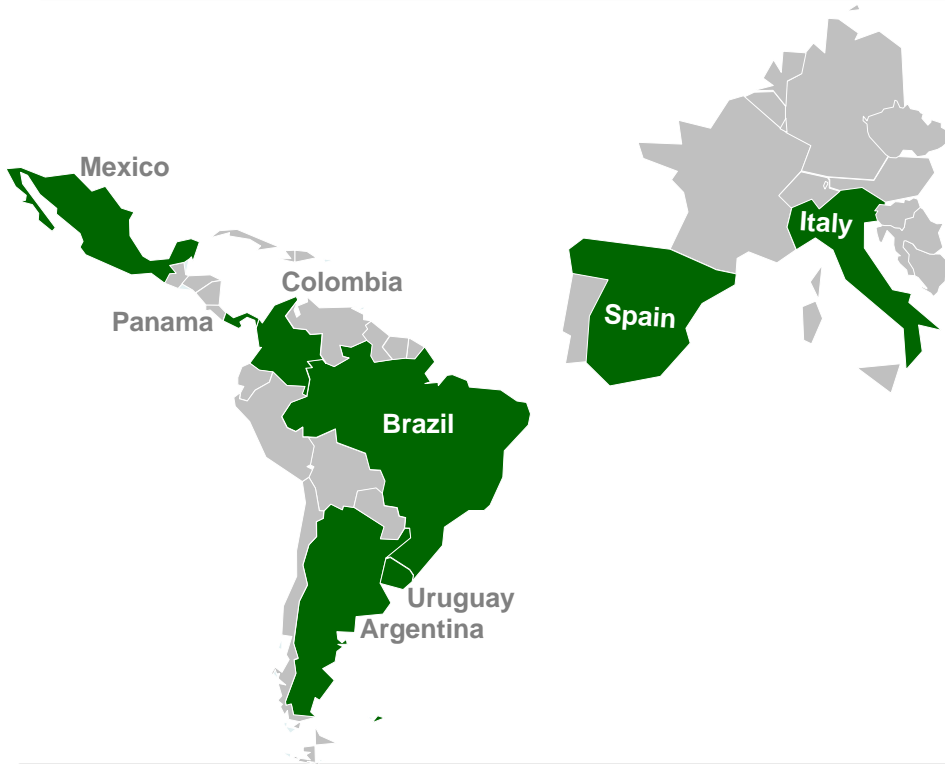 Mexico
Italy
Colombia
Panama
Spain
Brazil
Uruguay
Argentina